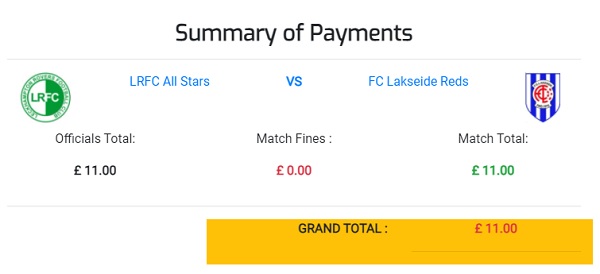 Summary of Payments
LRFC All Stars VS FC Lakseide Reds
LRFC
Officials Total: Match Fines : Match Total:
£ 11.00 £ 0.00 £ 11.00
GRAND TOTAL : £ 11.00